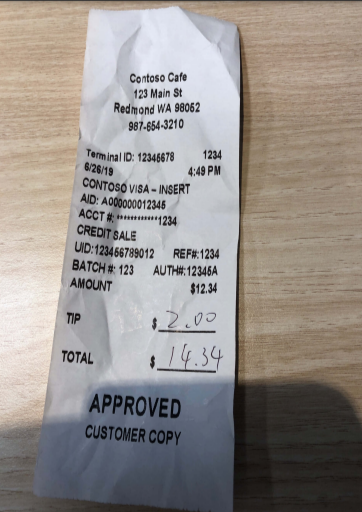 Contoso Cafe
123 Main St
Redmond WA 98052
987-654-3210
Terminal ID: 12345678 1234
6/26/19 4:49 PM
CONTOSO VISA – INSERT
AID: A000000012345
ACCT #: ************1234
CREDIT SALE
UID:123456789012 REF#:1234
BATCH #: 123 AUTH#:12345A
AMOUNT $12.34
TIP $ 2.00
TOTAL $ 14.34
APPROVED
CUSTOMER COPY